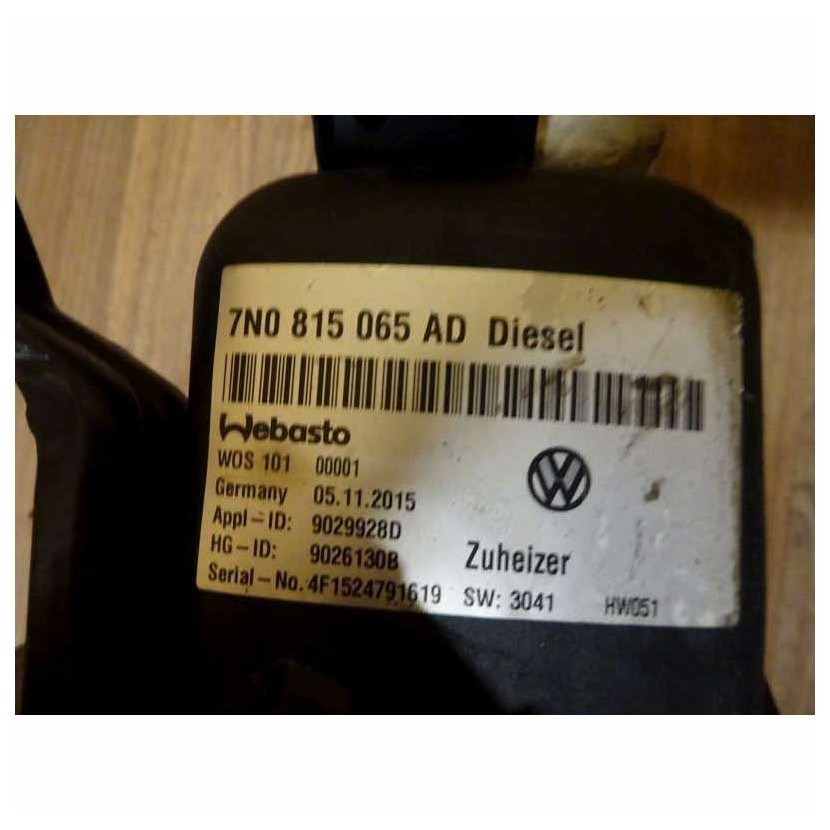 7N0 815 065 AD Diesel
Webasto
WOS 101 00001
Germany 05.11.2015
Appl-ID: 9029928D
HG-ID: 9026130B Zuheizer
Serial-No. 4F1524791619 SW: 3041 HW051